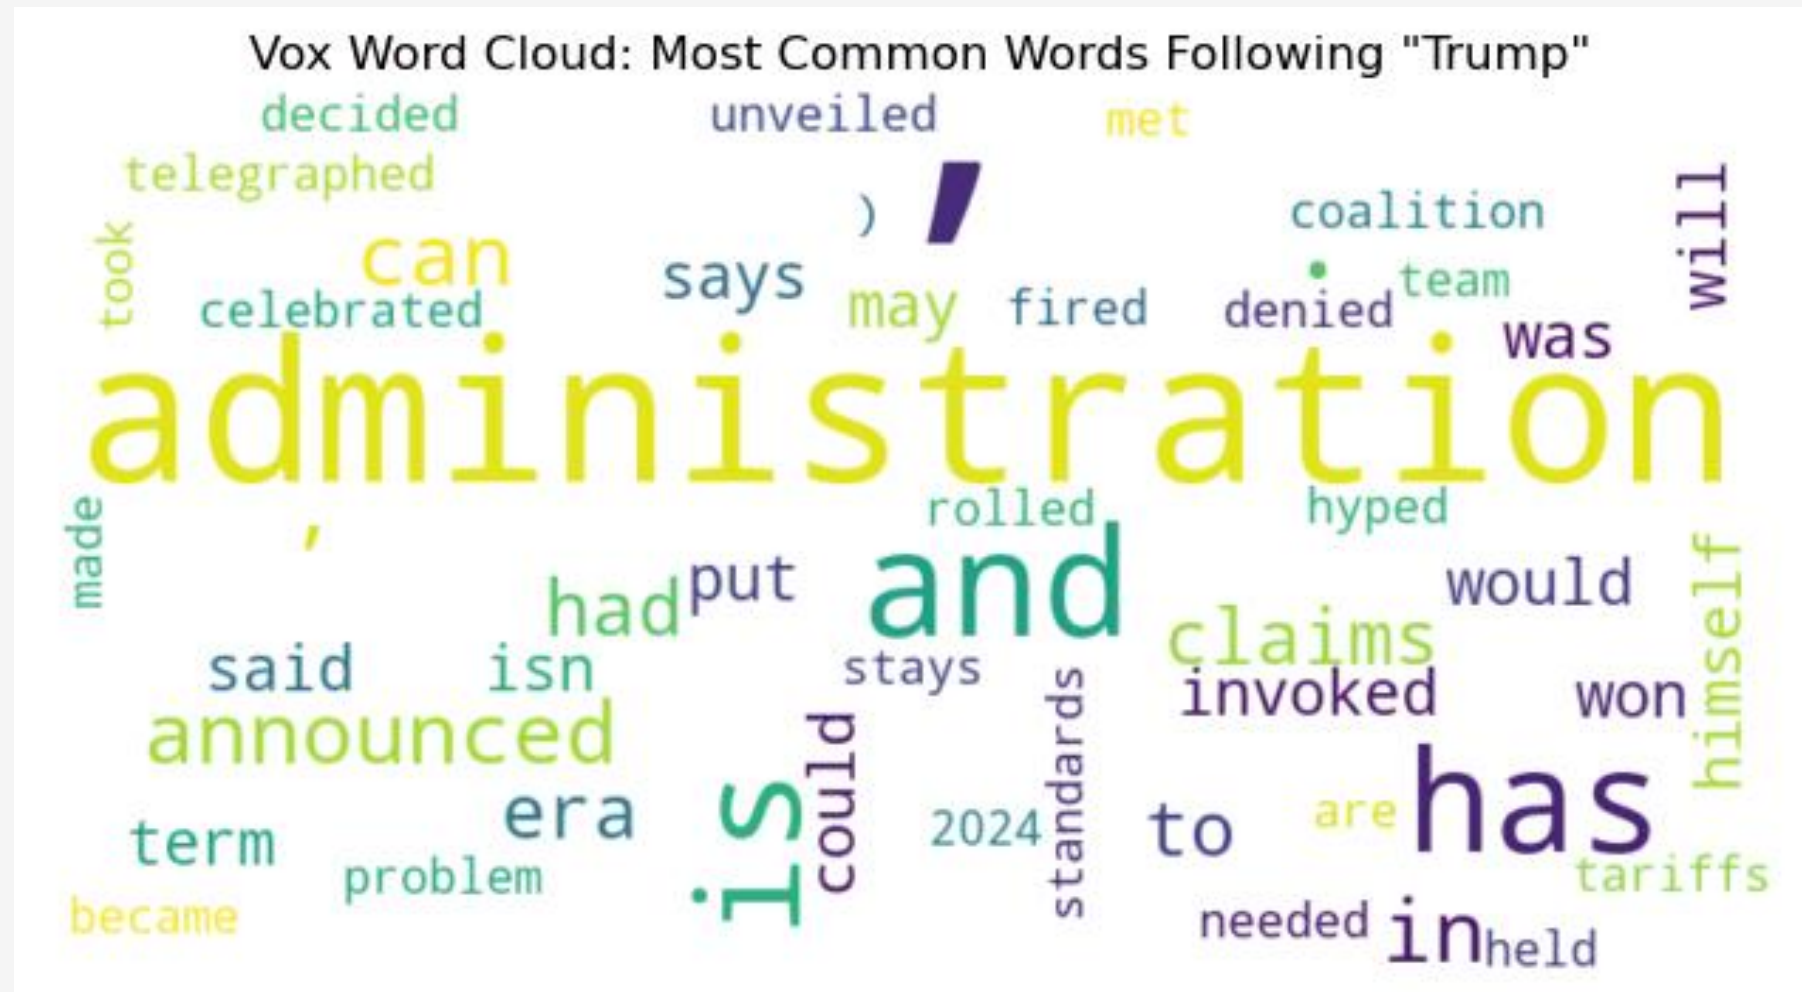 Vox Word Cloud: Most Common Words Following "Trump"
decided
unveiled
met
telegraphed
,
)
coalition
will
took
can
says
.
team
celebrated
may
fired
denied
was
administration
made
,
rolled
hyped
had
put
and
would
himself
claims
said
isn
stays
invoked
won
announced
could
standards
has
term
era
is
2024
to
are
problem
tariffs
became
needed
in
held